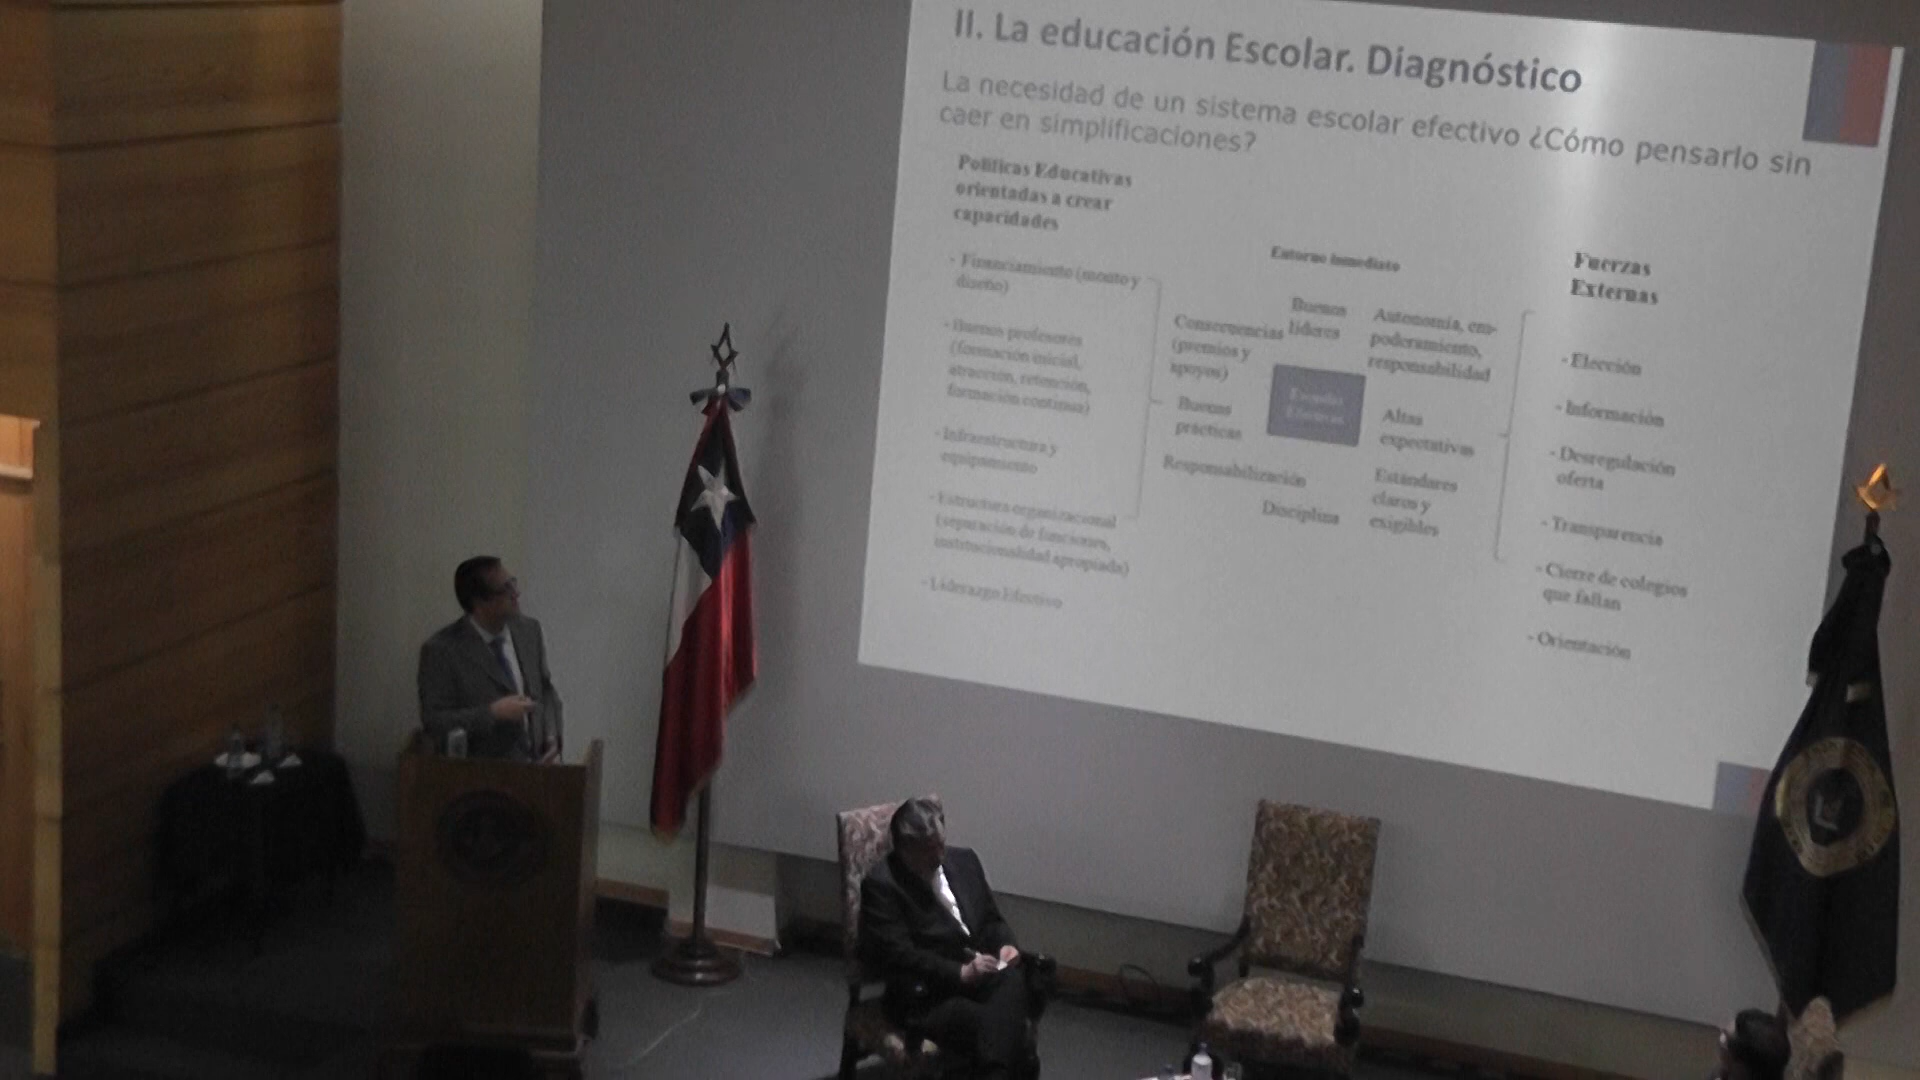 II. La educación Escolar. Diagnóstico
La necesidad de un sistema escolar efectivo ¿Cómo pensarlo sin
caer en simplificaciones?
Políticas Educativas
orientadas a crear
capacidades
- Financiamiento (monto y
diseño)
- Buenos profesores
(formación inicial,
atracción, retención,
formación continua)
- Infraestructura y
equipamiento
- Estructura organizacional
(separación de funciones,
institucionalidad apropiada)
- Liderazgo Efectivo
Entorno inmediato
Consecuencias
(premios y
apoyos)
Buenos
líderes
Autonomía, em-
poderamiento,
responsabilidad
Buenas
prácticas
Escuelas
Efectivas
Altas
expectativas
Responsabilización
Disciplina
Estándares
claros y
exigibles
Fuerzas
Externas
- Elección
- Información
- Desregulación
oferta
- Transparencia
- Cierre de colegios
que fallan
- Orientación